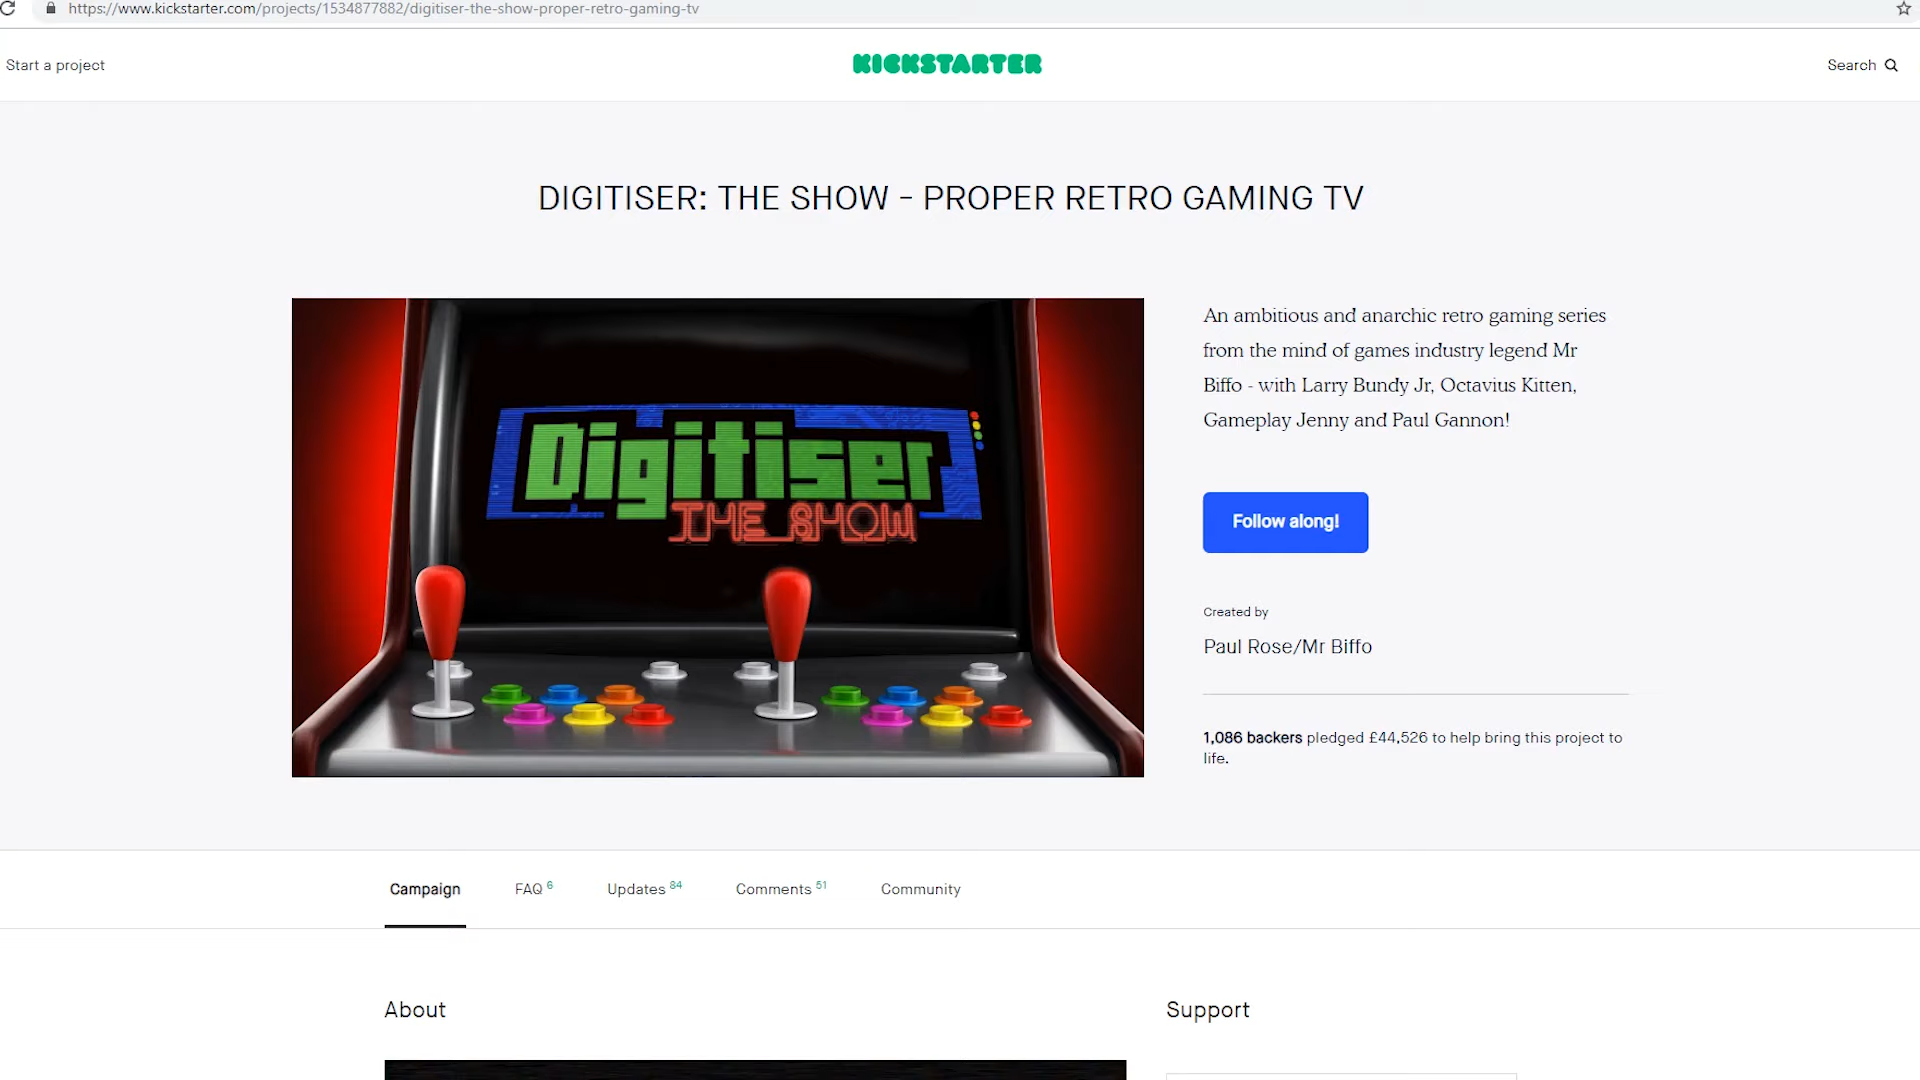 https://www.kickstarter.com/projects/1534877882/digitiser-the-show-proper-retro-gaming-tv
Start a project
KICKSTARTER
Search
DIGITISER: THE SHOW - PROPER RETRO GAMING TV
Digitiser
THE SHOW
An ambitious and anarchic retro gaming series
from the mind of games industry legend Mr
Biffo - with Larry Bundy Jr, Octavius Kitten,
Gameplay Jenny and Paul Gannon!
Follow along!
Created by
Paul Rose/Mr Biffo
1,086 backers pledged £44,526 to help bring this project to
life.
Campaign FAQ 6 Updates 84 Comments 51 Community
About
Support